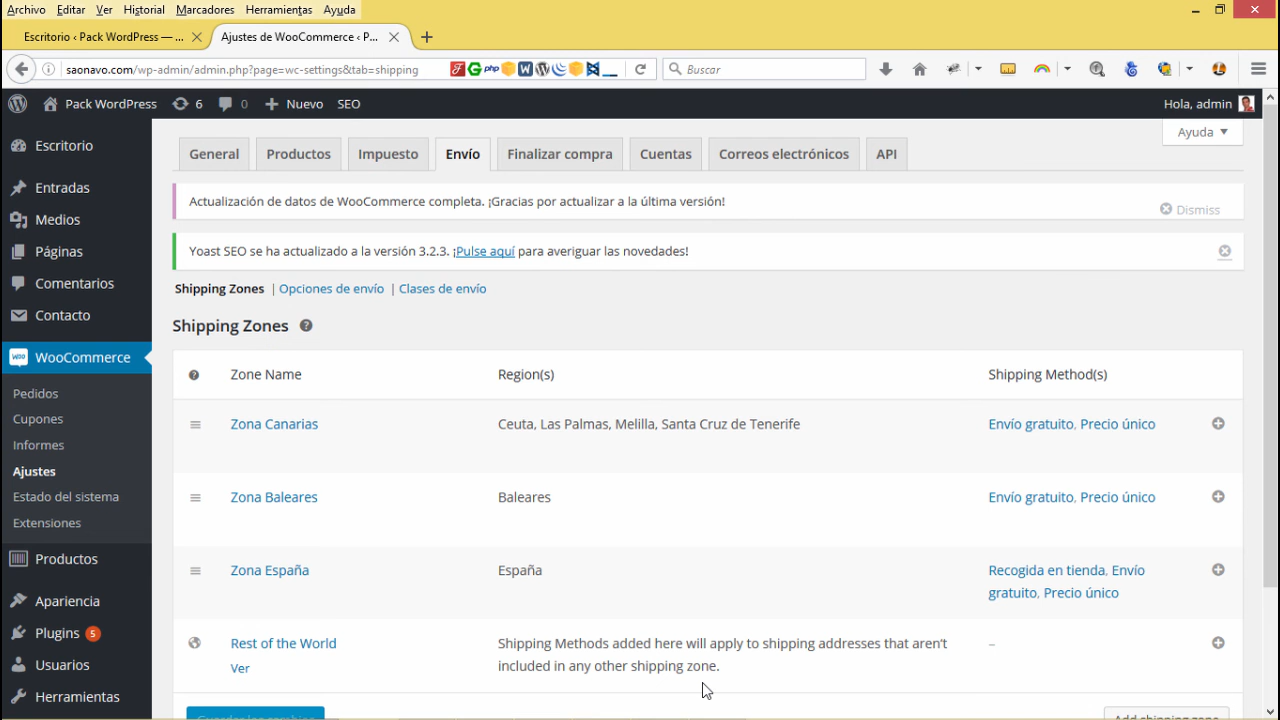 Archivo Editar Ver Historial Marcadores Herramientas Ayuda
Escritorio ‹ Pack WordPress — ... Ajustes de WooCommerce ‹ P...
saonavo.com/wp-admin/admin.php?page=wc-settings&tab=shipping php Buscar
Pack WordPress 6 0 Nuevo SEO Hola, admin
Ayuda
Escritorio
Entradas
Medios
Páginas
Comentarios
Contacto
WooCommerce
Pedidos
Cupones
Informes
Ajustes
Estado del sistema
Extensiones
Productos
Apariencia
Plugins 5
Usuarios
Herramientas
General Productos Impuesto Envío Finalizar compra Cuentas Correos electrónicos API
Actualización de datos de WooCommerce completa. ¡Gracias por actualizar a la última versión!
Dismiss
Yoast SEO se ha actualizado a la versión 3.2.3. ¡Pulse aquí para averiguar las novedades!
Shipping Zones | Opciones de envío | Clases de envío
Shipping Zones
Zone Name Region(s) Shipping Method(s)
Zona Canarias Ceuta, Las Palmas, Melilla, Santa Cruz de Tenerife Envío gratuito, Precio único
Zona Baleares Baleares Envío gratuito, Precio único
Zona España España Recogida en tienda, Envío
gratuito, Precio único
Rest of the World Shipping Methods added here will apply to shipping addresses that aren't –
Ver included in any other shipping zone.
Guardar los cambios Add shipping zone